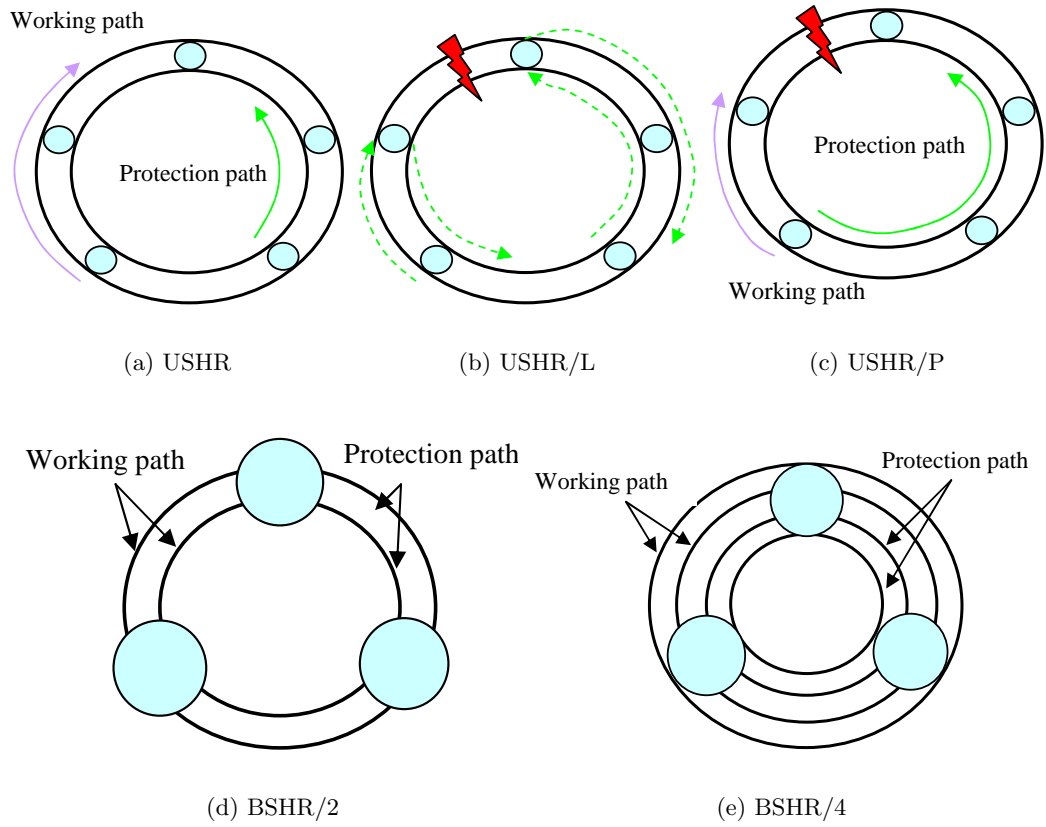 Working path
Protection path
Protection path
Working path
(a) USHR
(b) USHR/L
(c) USHR/P
Working path
Protection path
Working path
Protection path
(d) BSHR/2
(e) BSHR/4